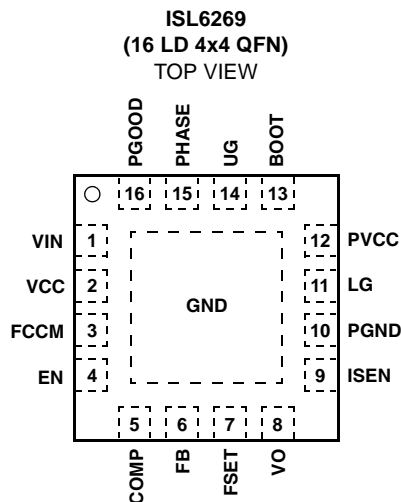 ISL6269
(16 LD 4x4 QFN)
TOP VIEW
PGOOD PHASE UG BOOT
16 15 14 13
VIN 1 12 PVCC
VCC 2 11 LG
GND
FCCM 3 10 PGND
EN 4 9 ISEN
5 6 7 8
COMP FB FSET VO